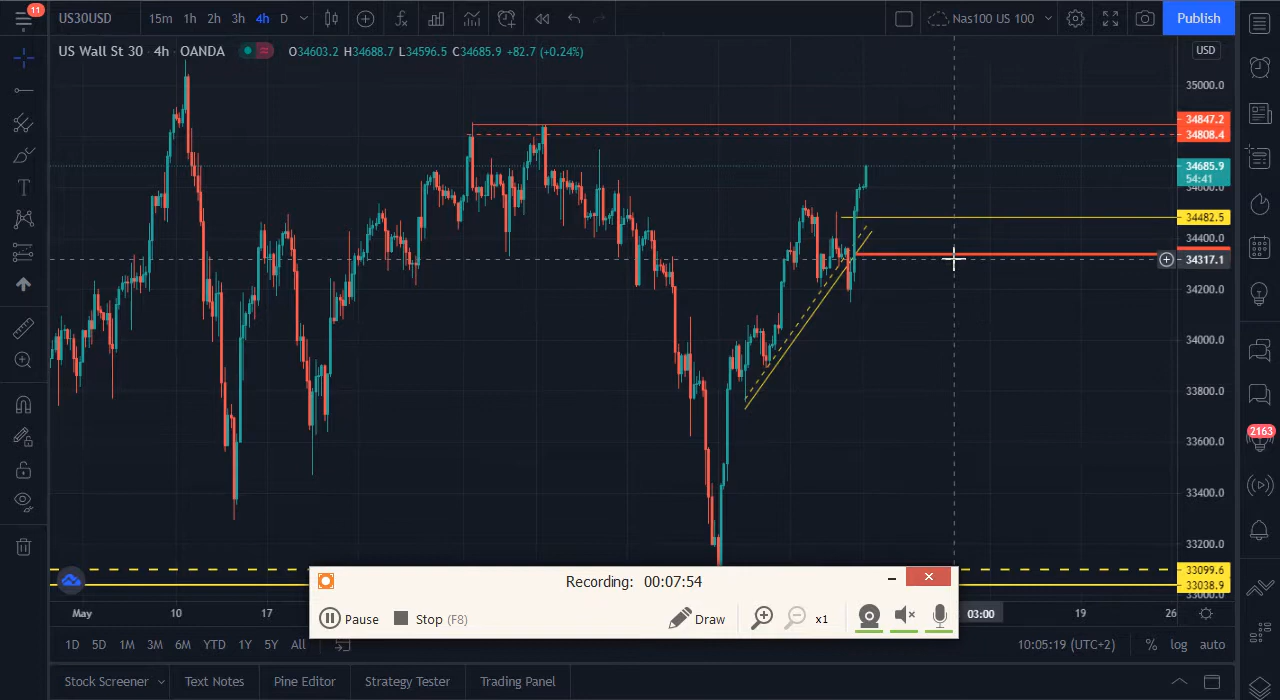 11
US30USD
15m 1h 2h 3h 4h D
Nas100 US 100
Publish
US Wall St 30 · 4h · OANDA
O34603.2 H34688.7 L34596.5 C34685.9 +82.7 (+0.24%)
USD
35000.0
34847.2
34808.4
34685.9
54:41
34600.0
34482.5
34400.0
34317.1
34200.0
34000.0
33800.0
33600.0
33400.0
33200.0
33099.6
33038.9
33000.0
2163
Recording: 00:07:54
Pause
Stop (F8)
Draw
x1
May 10 17 03:00 19 26
1D 5D 1M 3M 6M YTD 1Y 5Y All
10:05:19 (UTC+2)
% log auto
Stock Screener
Text Notes
Pine Editor
Strategy Tester
Trading Panel